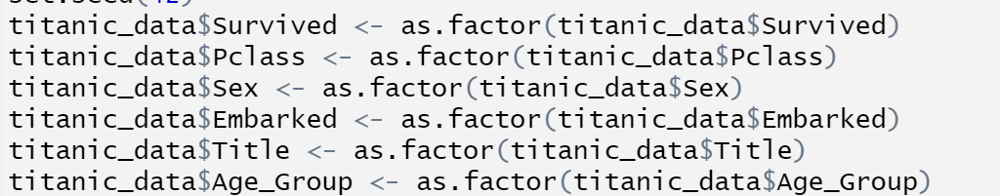 set.seed(42)
titanic_data$Survived <- as.factor(titanic_data$Survived)
titanic_data$Pclass <- as.factor(titanic_data$Pclass)
titanic_data$Sex <- as.factor(titanic_data$Sex)
titanic_data$Embarked <- as.factor(titanic_data$Embarked)
titanic_data$Title <- as.factor(titanic_data$Title)
titanic_data$Age_Group <- as.factor(titanic_data$Age_Group)